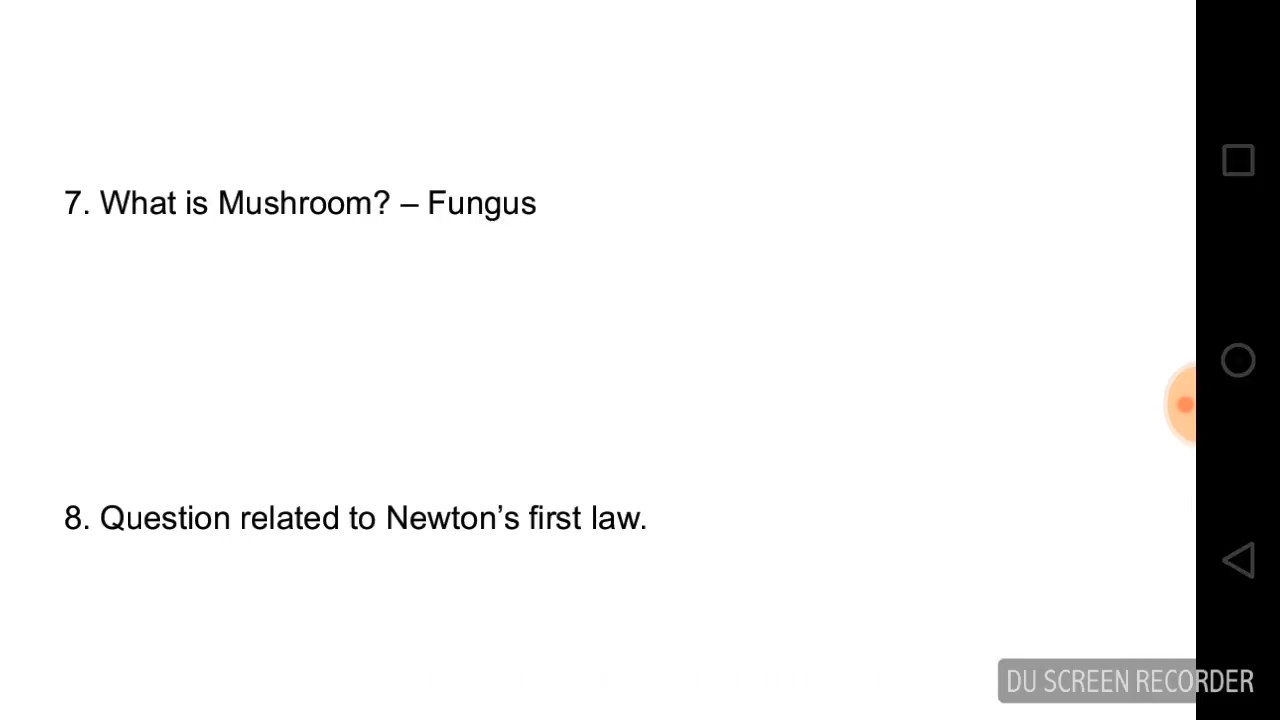 7. What is Mushroom? – Fungus
8. Question related to Newton’s first law.
DU SCREEN RECORDER